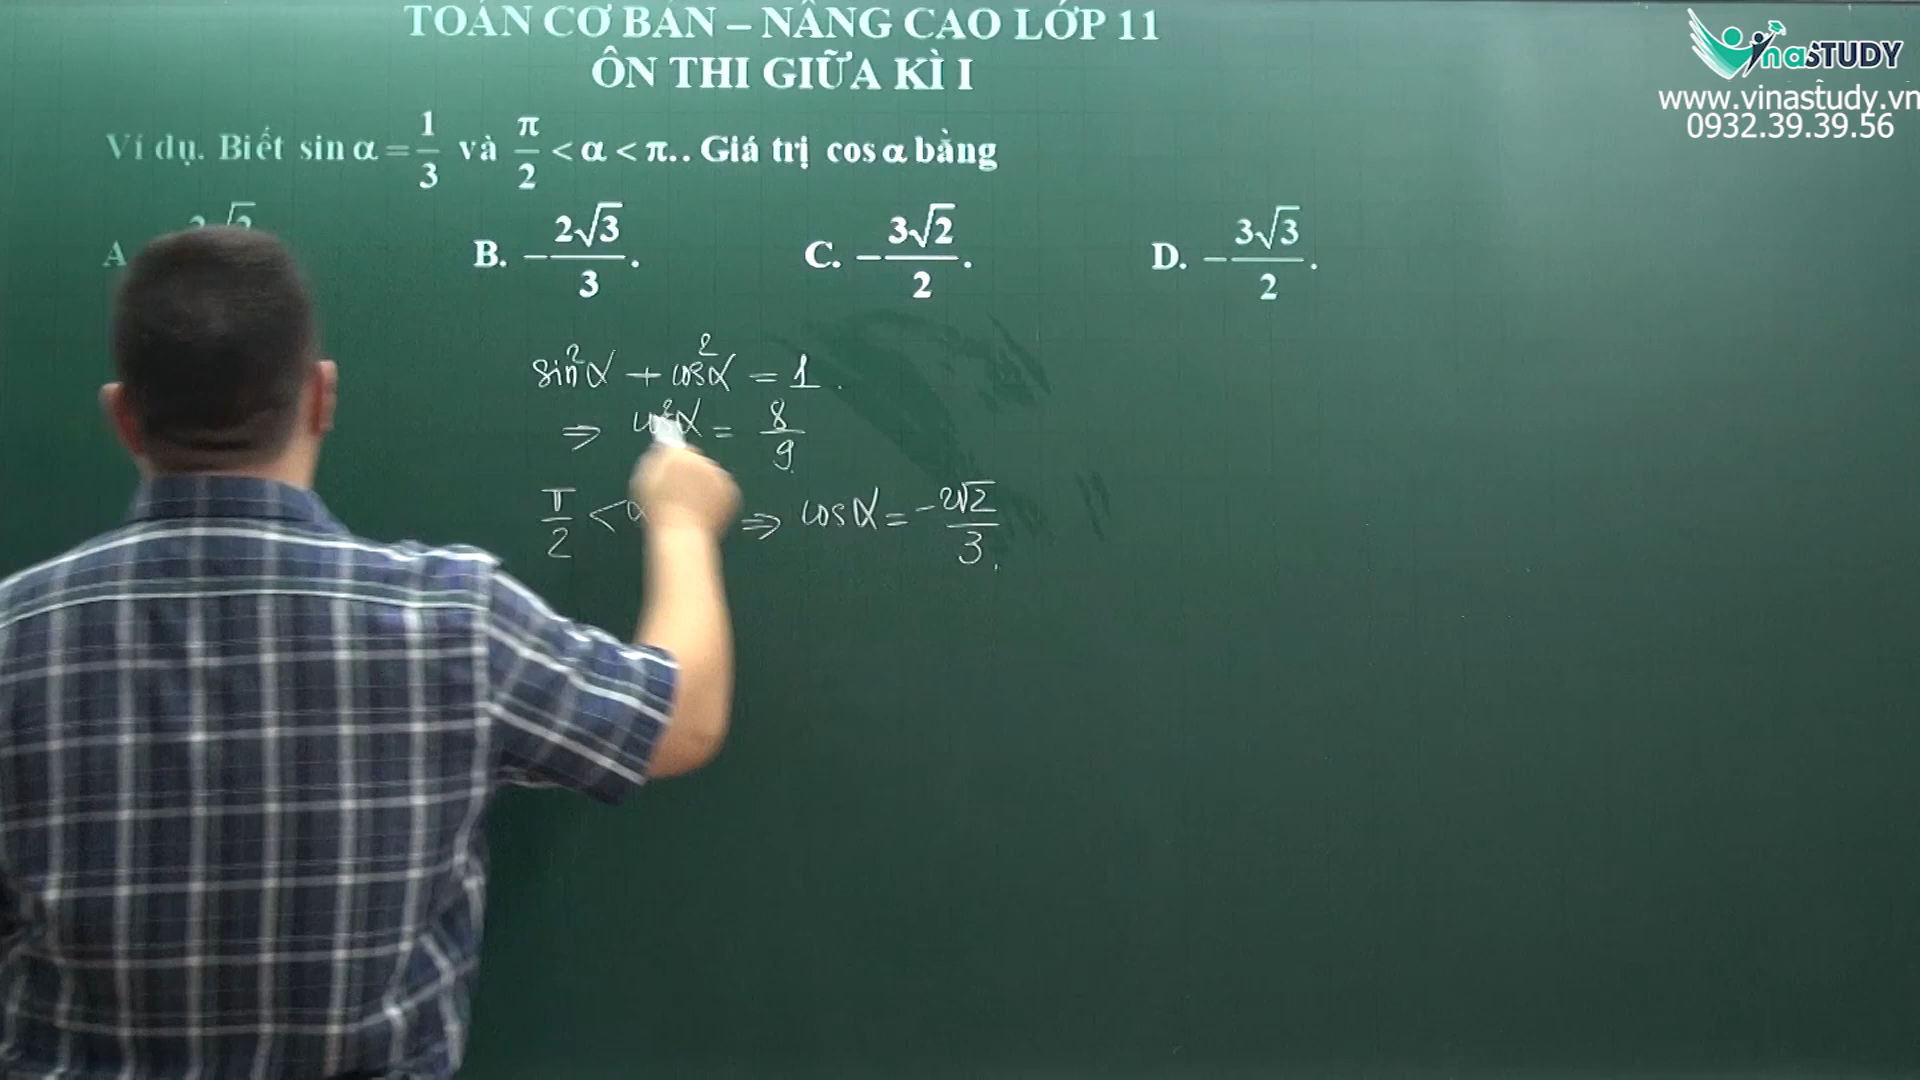 TOÁN CƠ BẢN – NÂNG CAO LỚP 11
ÔN THI GIỮA KÌ I
VinaSTUDY
www.vinastudy.vn
0932.39.39.56
Ví dụ. Biết sin α = 1/3 và π/2 < α < π.. Giá trị cos α bằng
A
B. −2√3/3.
C. −3√2/2.
D. −3√3/2.
sin²α + cos²α = 1.
⇒ cos²α = 8/9
π/2 < α ⇒ cosα = −2√2/3.